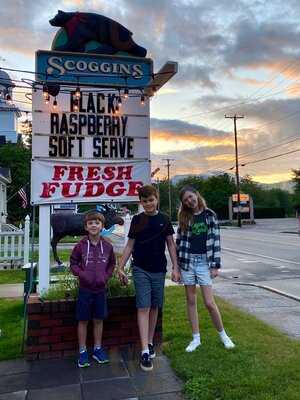 SCOGGINS
BLACK
RASPBERRY
SOFT SERVE
FRESH
FUDGE